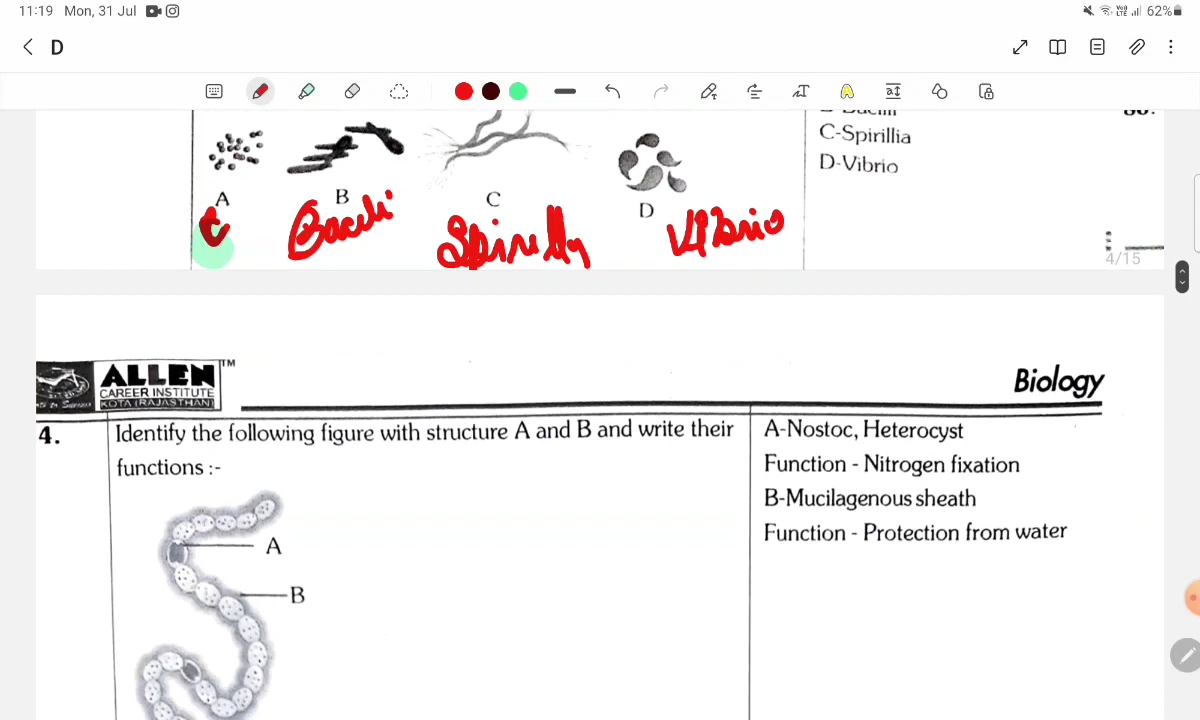 11:19 Mon, 31 Jul 62%
D
C-Spirillia
D-Vibrio
A B C D
Vibrio
4/15
ALLEN TM
CAREER INSTITUTE
KOTA (RAJASTHAN)
Biology
4. Identify the following figure with structure A and B and write their
functions :-
A-Nostoc, Heterocyst
Function - Nitrogen fixation
B-Mucilagenous sheath
Function - Protection from water
A
B